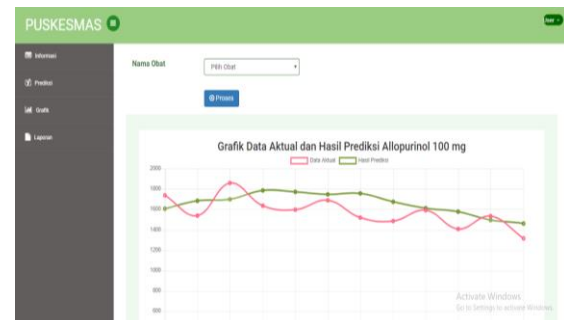 PUSKESMAS
User
Informasi
Nama Obat
Pilih Obat
Prediksi
Proses
Grafik
Laporan
Grafik Data Aktual dan Hasil Prediksi Allopurinol 100 mg
Data Aktual
Hasil Prediksi
2000
1800
1600
1400
1200
1000
800
600
Activate Windows
Go to Settings to activate Windows.